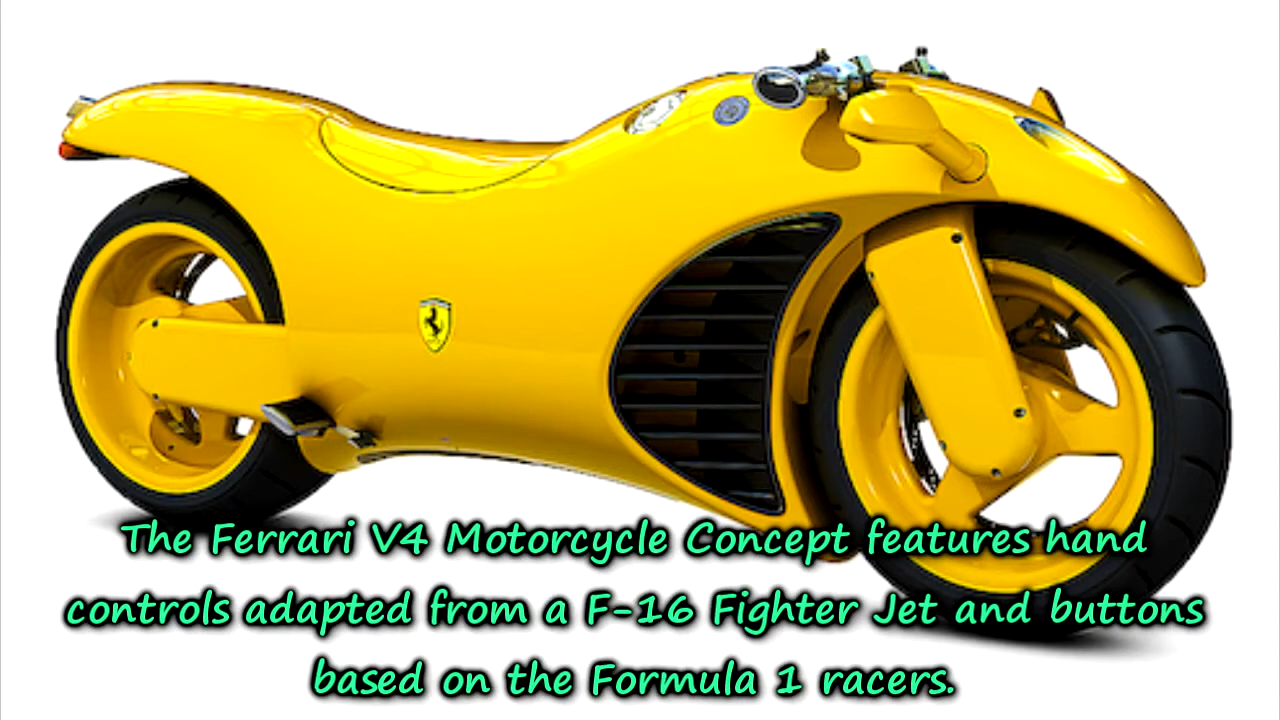 The Ferrari V4 Motorcycle Concept features hand
controls adapted from a F-16 Fighter Jet and buttons
based on the Formula 1 racers.